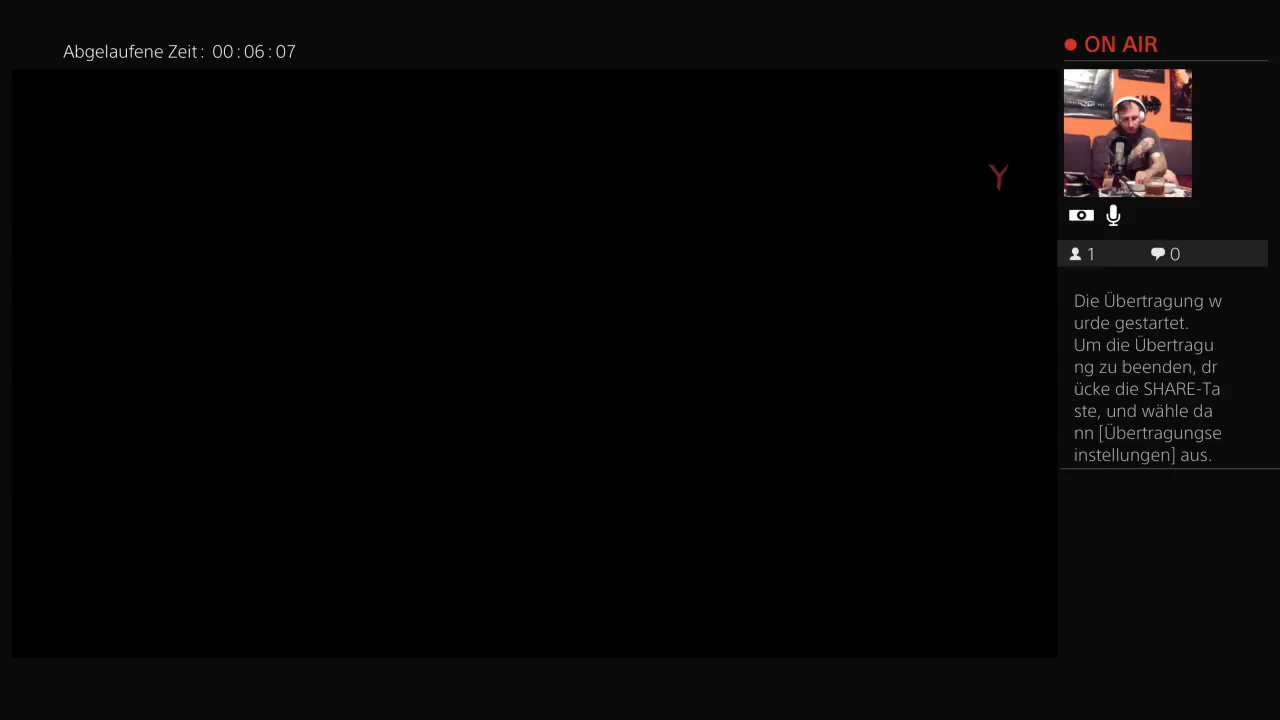 Abgelaufene Zeit: 00:06:07
ON AIR
Y
1
0
Die Übertragung w
urde gestartet.
Um die Übertragu
ng zu beenden, dr
ücke die SHARE-Ta
ste, und wähle da
nn [Übertragungse
instellungen] aus.